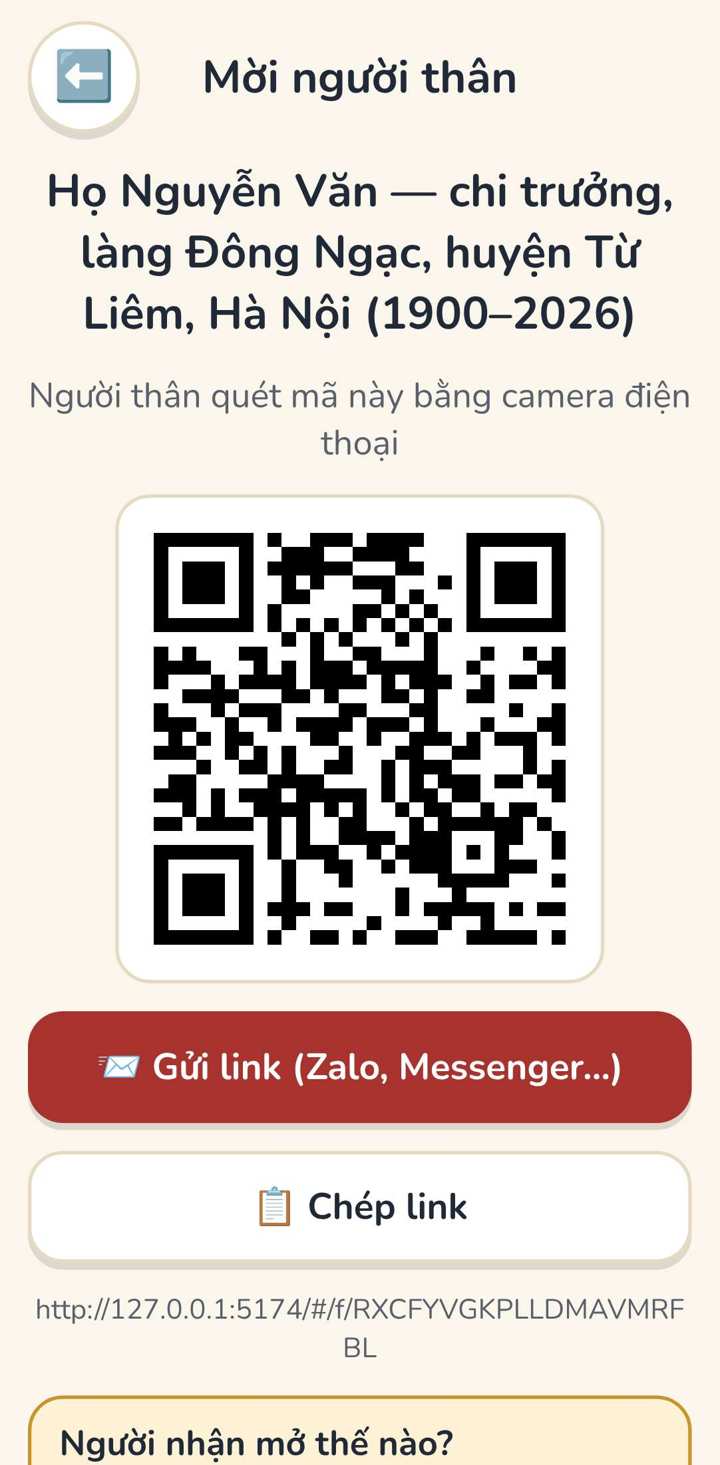 Mời người thân
Họ Nguyễn Văn — chi trưởng,
làng Đông Ngạc, huyện Từ
Liêm, Hà Nội (1900–2026)
Người thân quét mã này bằng camera điện
thoại
Gửi link (Zalo, Messenger...)
Chép link
http://127.0.0.1:5174/#/f/RXCFYVGKPLLDMAVMRF
BL
Người nhận mở thế nào?